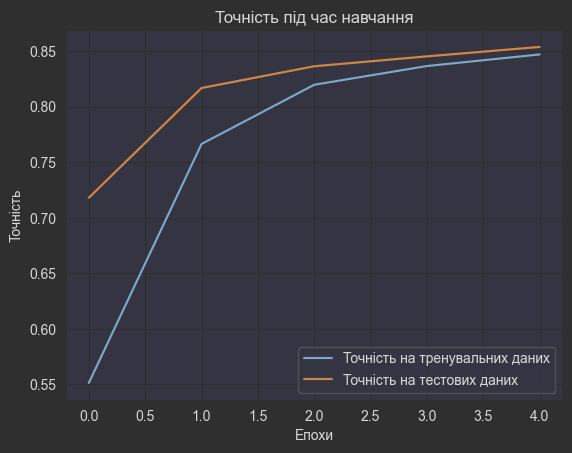 Точність під час навчання
Точність
0.85
0.80
0.75
0.70
0.65
0.60
0.55
Точність на тренувальних даних
Точність на тестових даних
0.0 0.5 1.0 1.5 2.0 2.5 3.0 3.5 4.0
Епохи